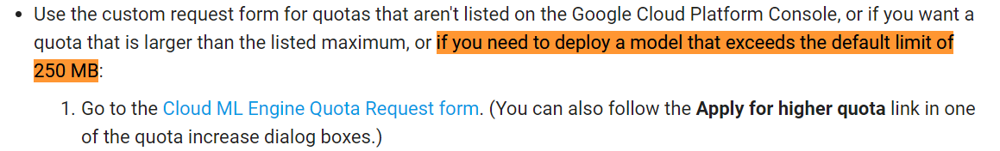 • Use the custom request form for quotas that aren't listed on the Google Cloud Platform Console, or if you want a
quota that is larger than the listed maximum, or if you need to deploy a model that exceeds the default limit of
250 MB:
1. Go to the Cloud ML Engine Quota Request form. (You can also follow the Apply for higher quota link in one
of the quota increase dialog boxes.)